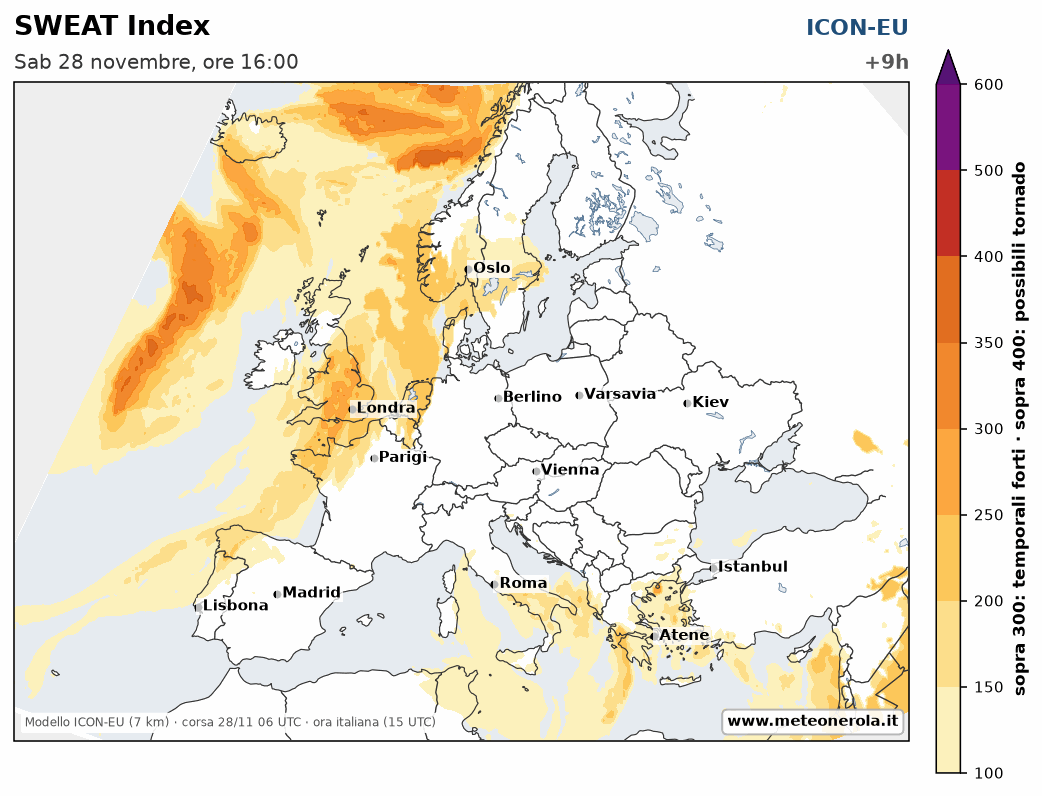 SWEAT Index
ICON-EU
Sab 28 novembre, ore 16:00
+9h
600
500
400
350
300
250
200
150
100
sopra 300: temporali forti · sopra 400: possibili tornado
Oslo
Berlino
Varsavia
Kiev
Londra
Parigi
Vienna
Istanbul
Roma
Madrid
Lisbona
Atene
Modello ICON-EU (7 km) · corsa 28/11 06 UTC · ora italiana (15 UTC)
www.meteonerola.it